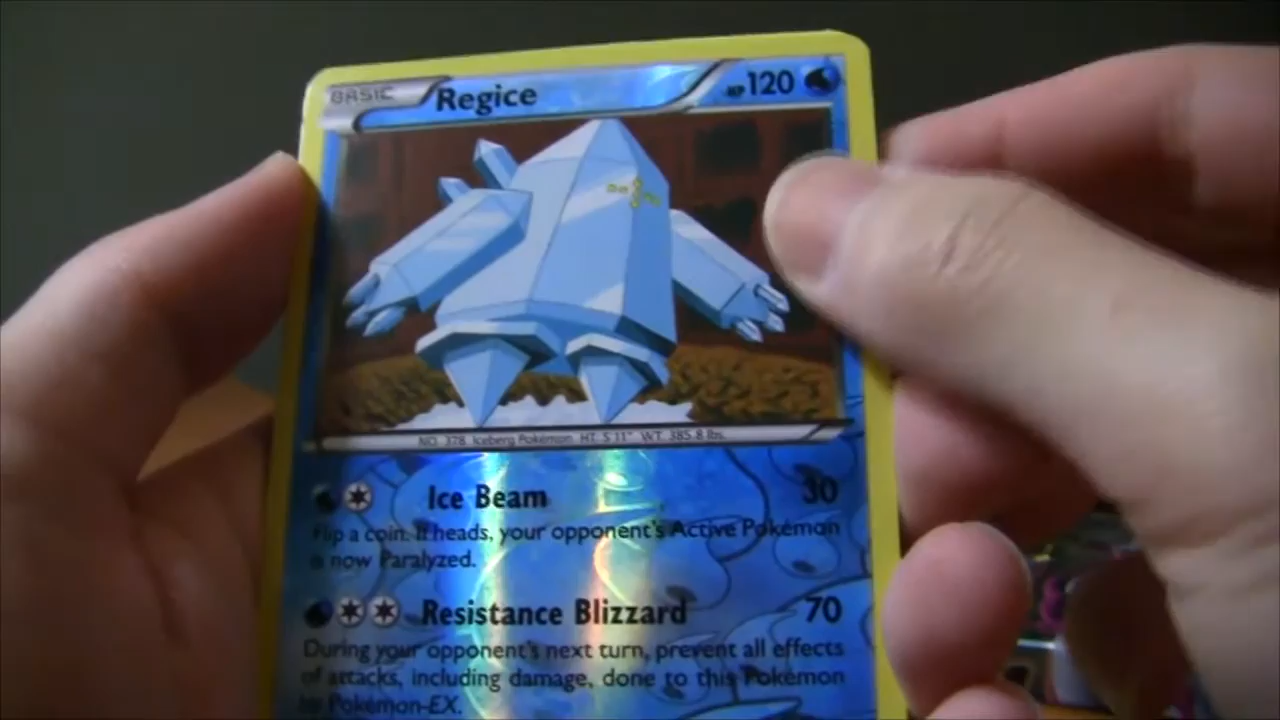 BASIC Regice HP 120
NO. 378 Iceberg Pokémon HT. 5'11" WT. 385.8 lbs.
Ice Beam 30
Flip a coin. If heads, your opponent's Active Pokémon
is now Paralyzed.
Resistance Blizzard 70
During your opponent's next turn, prevent all effects
of attacks, including damage, done to this Pokémon
by Pokémon-EX.